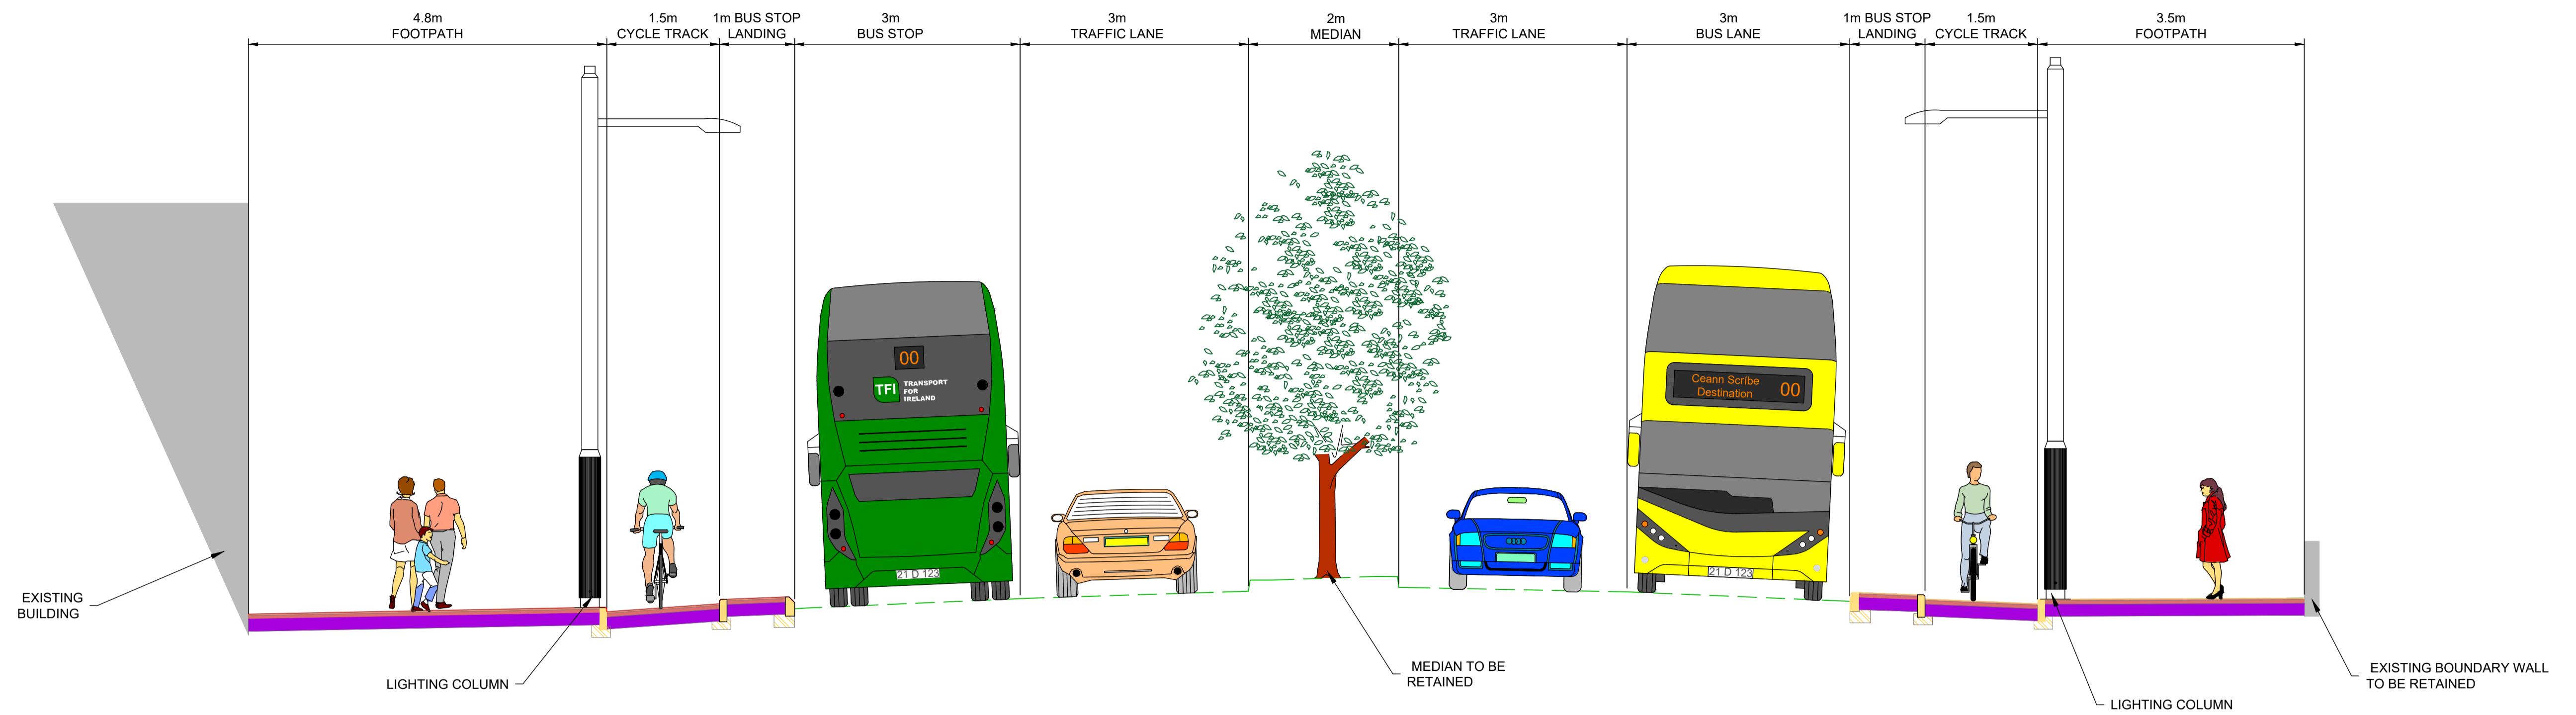 4.8m
FOOTPATH
1.5m
CYCLE TRACK
1m BUS STOP
LANDING
3m
BUS STOP
3m
TRAFFIC LANE
2m
MEDIAN
3m
TRAFFIC LANE
3m
BUS LANE
1m BUS STOP
LANDING
1.5m
CYCLE TRACK
3.5m
FOOTPATH
00
TFI
TRANSPORT
FOR
IRELAND
21 D 123
Ceann Scríbe
Destination
00
21 D 123
EXISTING
BUILDING
LIGHTING COLUMN
MEDIAN TO BE
RETAINED
EXISTING BOUNDARY WALL
TO BE RETAINED
LIGHTING COLUMN